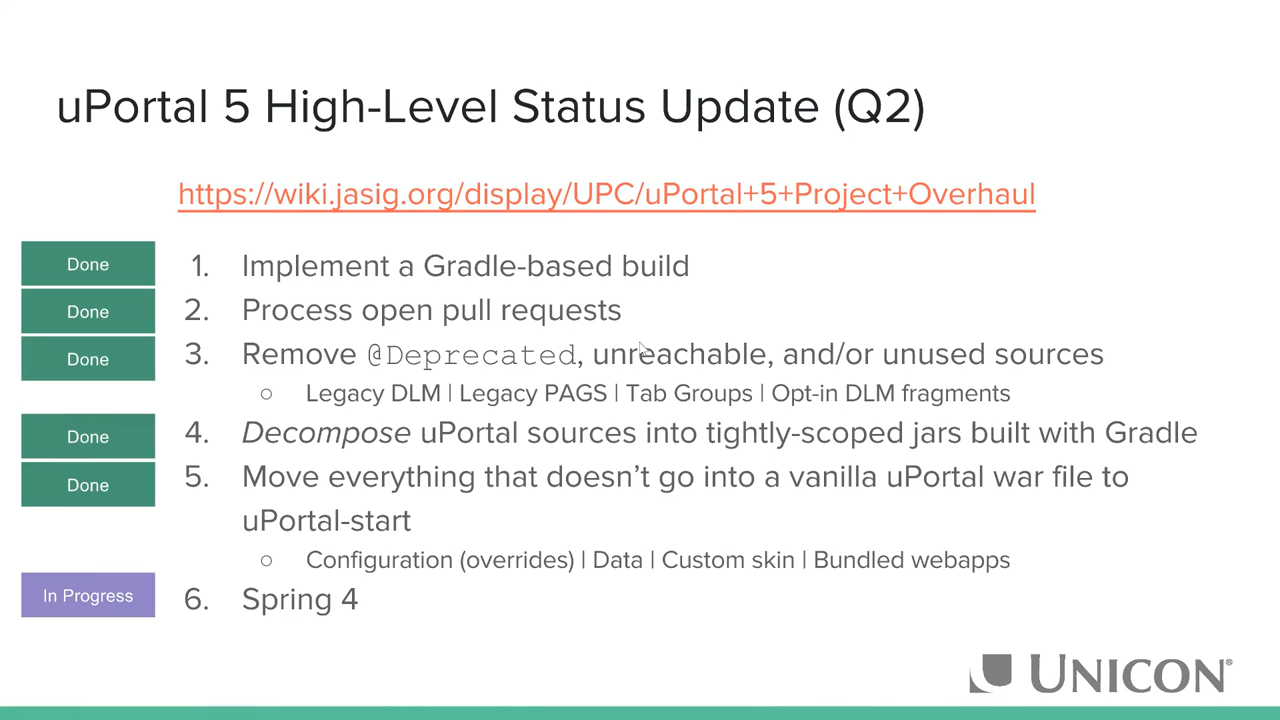 uPortal 5 High-Level Status Update (Q2)
https://wiki.jasig.org/display/UPC/uPortal+5+Project+Overhaul
Done 1. Implement a Gradle-based build
Done 2. Process open pull requests
Done 3. Remove @Deprecated, unreachable, and/or unused sources
○ Legacy DLM | Legacy PAGS | Tab Groups | Opt-in DLM fragments
Done 4. Decompose uPortal sources into tightly-scoped jars built with Gradle
Done 5. Move everything that doesn’t go into a vanilla uPortal war file to
uPortal-start
○ Configuration (overrides) | Data | Custom skin | Bundled webapps
In Progress 6. Spring 4
UNICON®